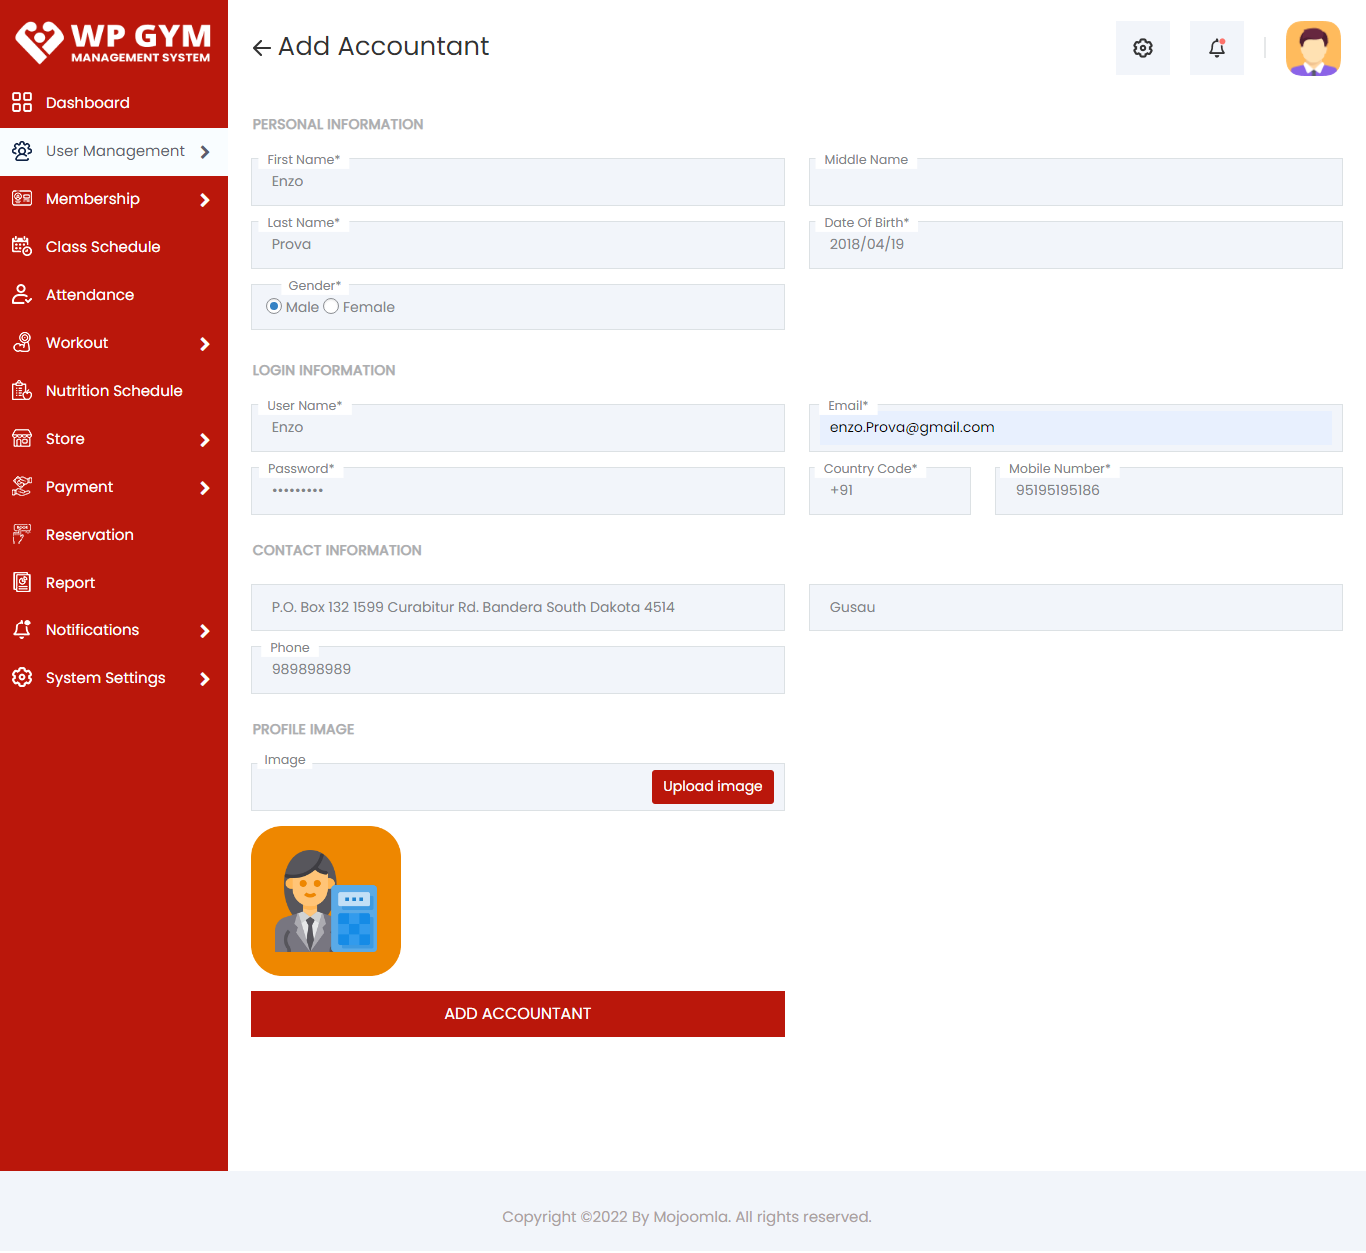 WP GYM
MANAGEMENT SYSTEM
Dashboard
User Management
Membership
Class Schedule
Attendance
Workout
Nutrition Schedule
Store
Payment
Reservation
Report
Notifications
System Settings
Add Accountant
PERSONAL INFORMATION
First Name*
Enzo
Middle Name
Last Name*
Prova
Date Of Birth*
2018/04/19
Gender*
Male Female
LOGIN INFORMATION
User Name*
Enzo
Email*
enzo.Prova@gmail.com
Password*
•••••••••
Country Code*
+91
Mobile Number*
95195195186
CONTACT INFORMATION
P.O. Box 132 1599 Curabitur Rd. Bandera South Dakota 4514
Gusau
Phone
989898989
PROFILE IMAGE
Image
Upload image
ADD ACCOUNTANT
Copyright ©2022 By Mojoomla. All rights reserved.